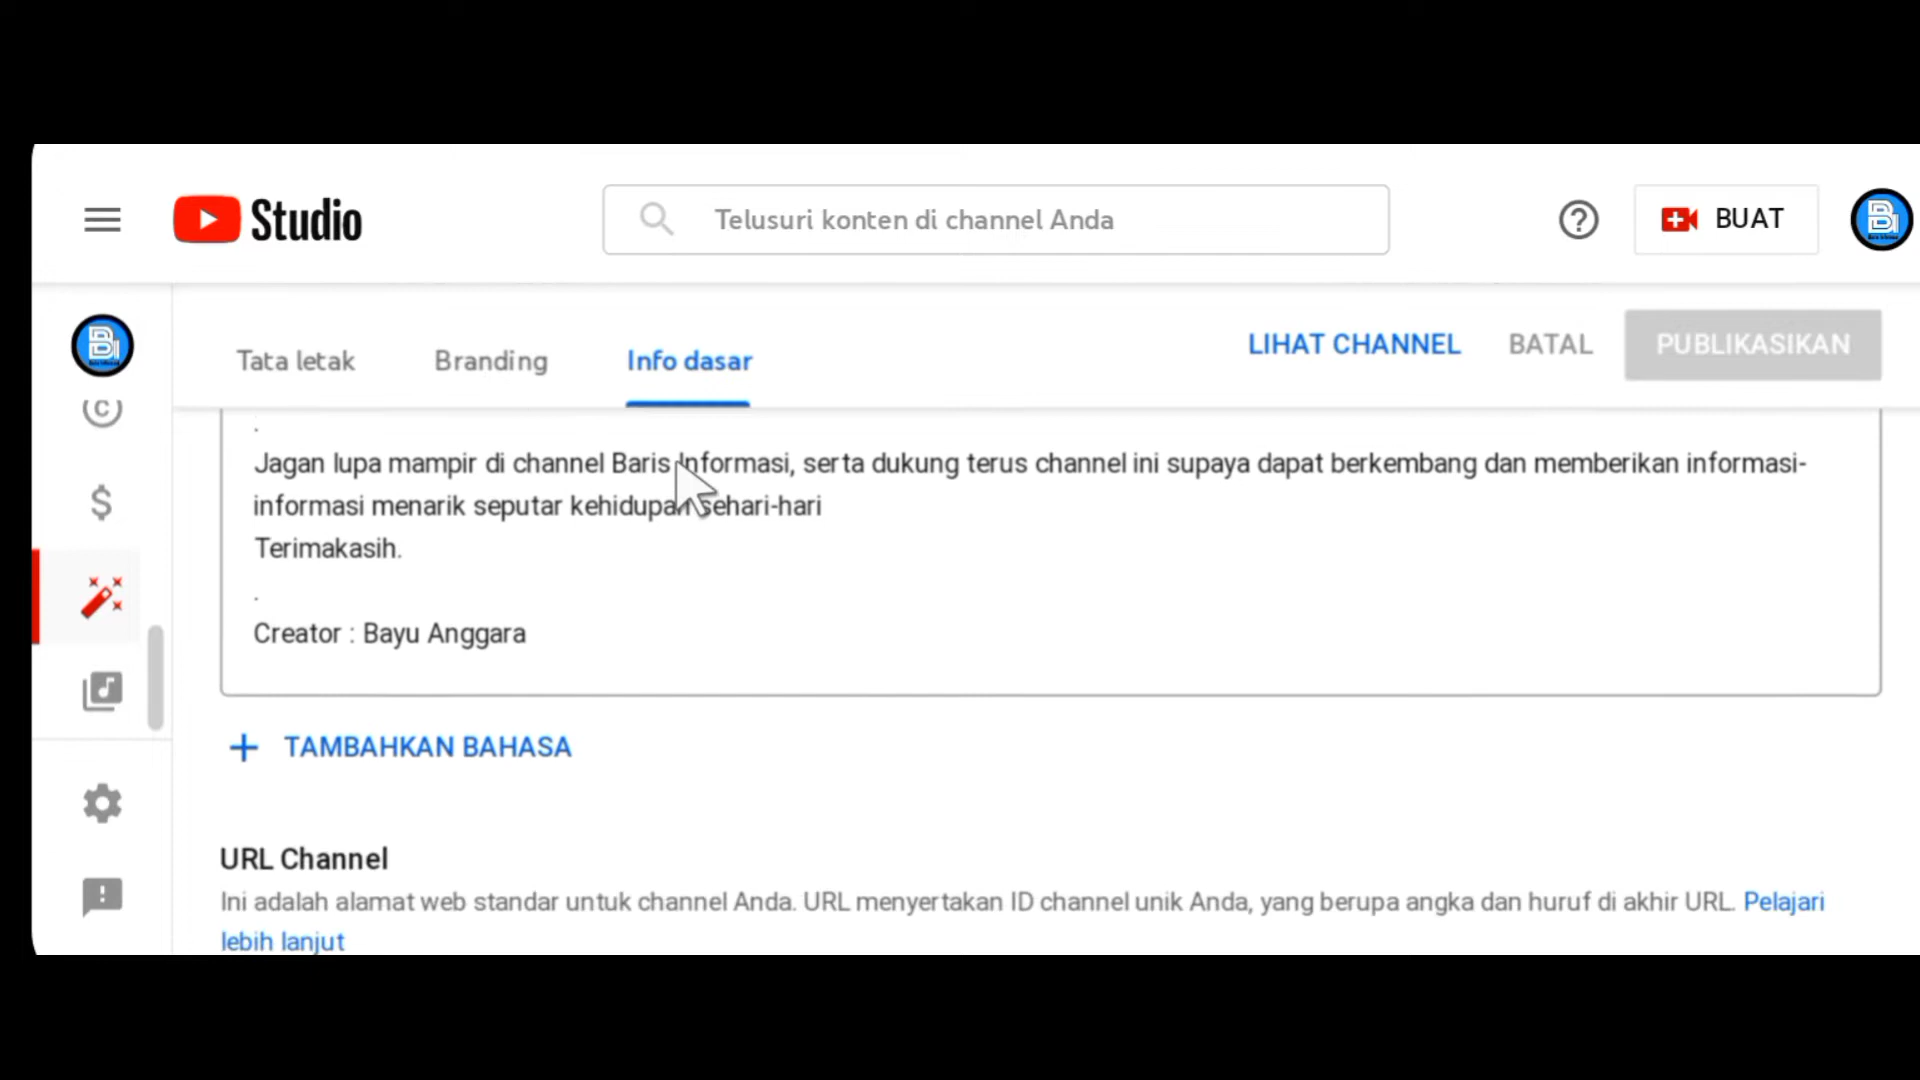 Studio
Telusuri konten di channel Anda
BUAT
Tata letak
Branding
Info dasar
LIHAT CHANNEL
BATAL
PUBLIKASIKAN
.
Jagan lupa mampir di channel Baris Informasi, serta dukung terus channel ini supaya dapat berkembang dan memberikan informasi-
informasi menarik seputar kehidupan sehari-hari
Terimakasih.
.
Creator : Bayu Anggara
+ TAMBAHKAN BAHASA
URL Channel
Ini adalah alamat web standar untuk channel Anda. URL menyertakan ID channel unik Anda, yang berupa angka dan huruf di akhir URL. Pelajari
lebih lanjut